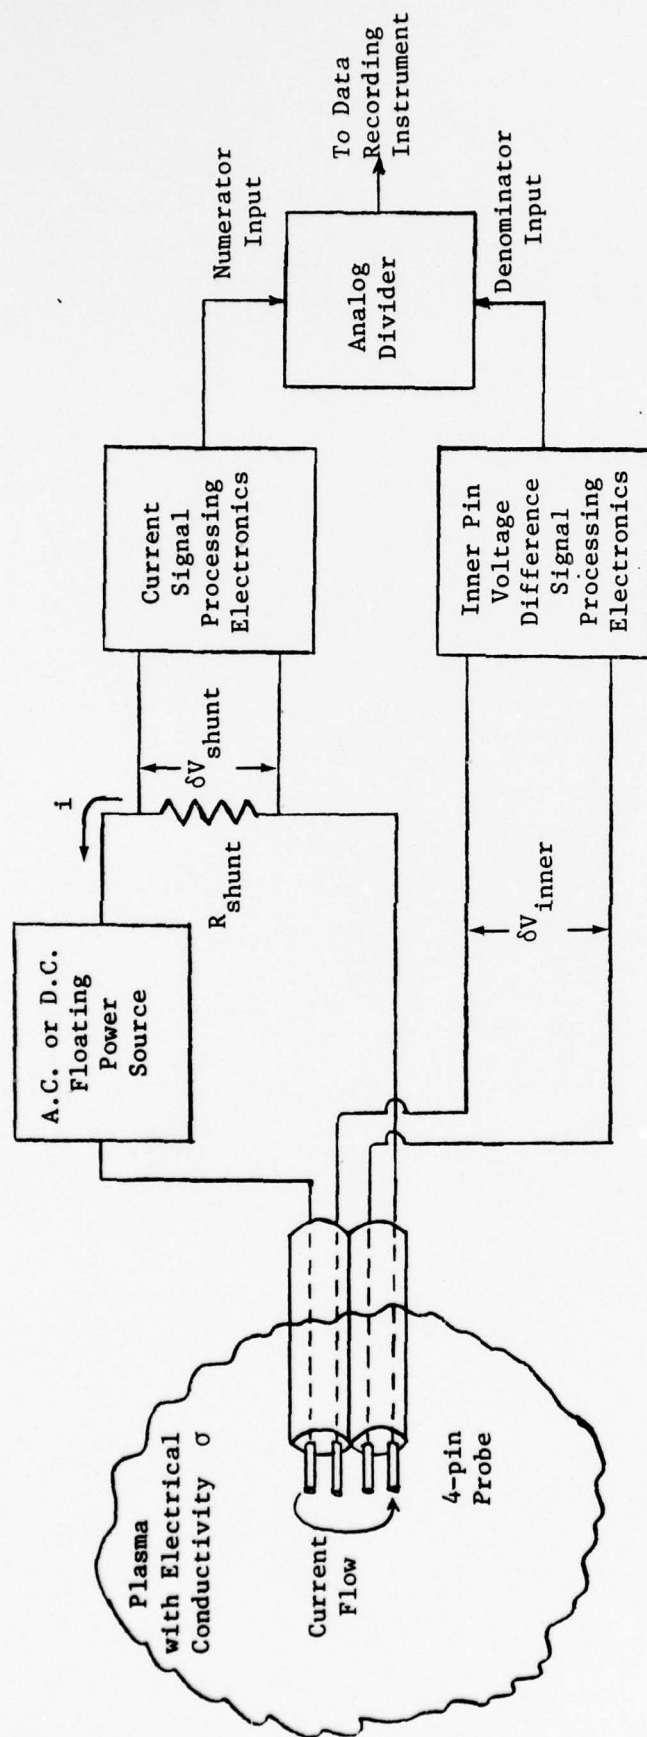 Plasma
with Electrical
Conductivity σ
Current
Flow
4-pin
Probe
A.C. or D.C.
Floating
Power
Source
i
R shunt
δV shunt
δV inner
Current
Signal
Processing
Electronics
Inner Pin
Voltage
Difference
Signal
Processing
Electronics
Numerator
Input
Analog
Divider
Denominator
Input
To Data
Recording
Instrument